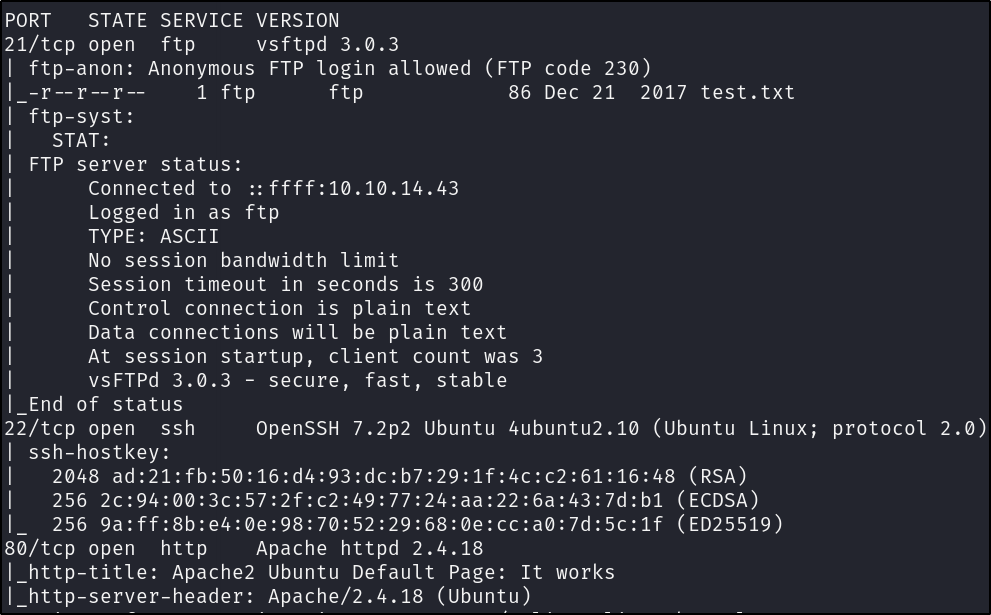 PORT   STATE SERVICE VERSION
21/tcp open  ftp     vsftpd 3.0.3
| ftp-anon: Anonymous FTP login allowed (FTP code 230)
|_-r--r--r--    1 ftp      ftp            86 Dec 21  2017 test.txt
| ftp-syst:
|   STAT:
| FTP server status:
|      Connected to ::ffff:10.10.14.43
|      Logged in as ftp
|      TYPE: ASCII
|      No session bandwidth limit
|      Session timeout in seconds is 300
|      Control connection is plain text
|      Data connections will be plain text
|      At session startup, client count was 3
|      vsFTPd 3.0.3 - secure, fast, stable
|_End of status
22/tcp open  ssh     OpenSSH 7.2p2 Ubuntu 4ubuntu2.10 (Ubuntu Linux; protocol 2.0)
| ssh-hostkey:
|   2048 ad:21:fb:50:16:d4:93:dc:b7:29:1f:4c:c2:61:16:48 (RSA)
|   256 2c:94:00:3c:57:2f:c2:49:77:24:aa:22:6a:43:7d:b1 (ECDSA)
|_  256 9a:ff:8b:e4:0e:98:70:52:29:68:0e:cc:a0:7d:5c:1f (ED25519)
80/tcp open  http    Apache httpd 2.4.18
|_http-title: Apache2 Ubuntu Default Page: It works
|_http-server-header: Apache/2.4.18 (Ubuntu)